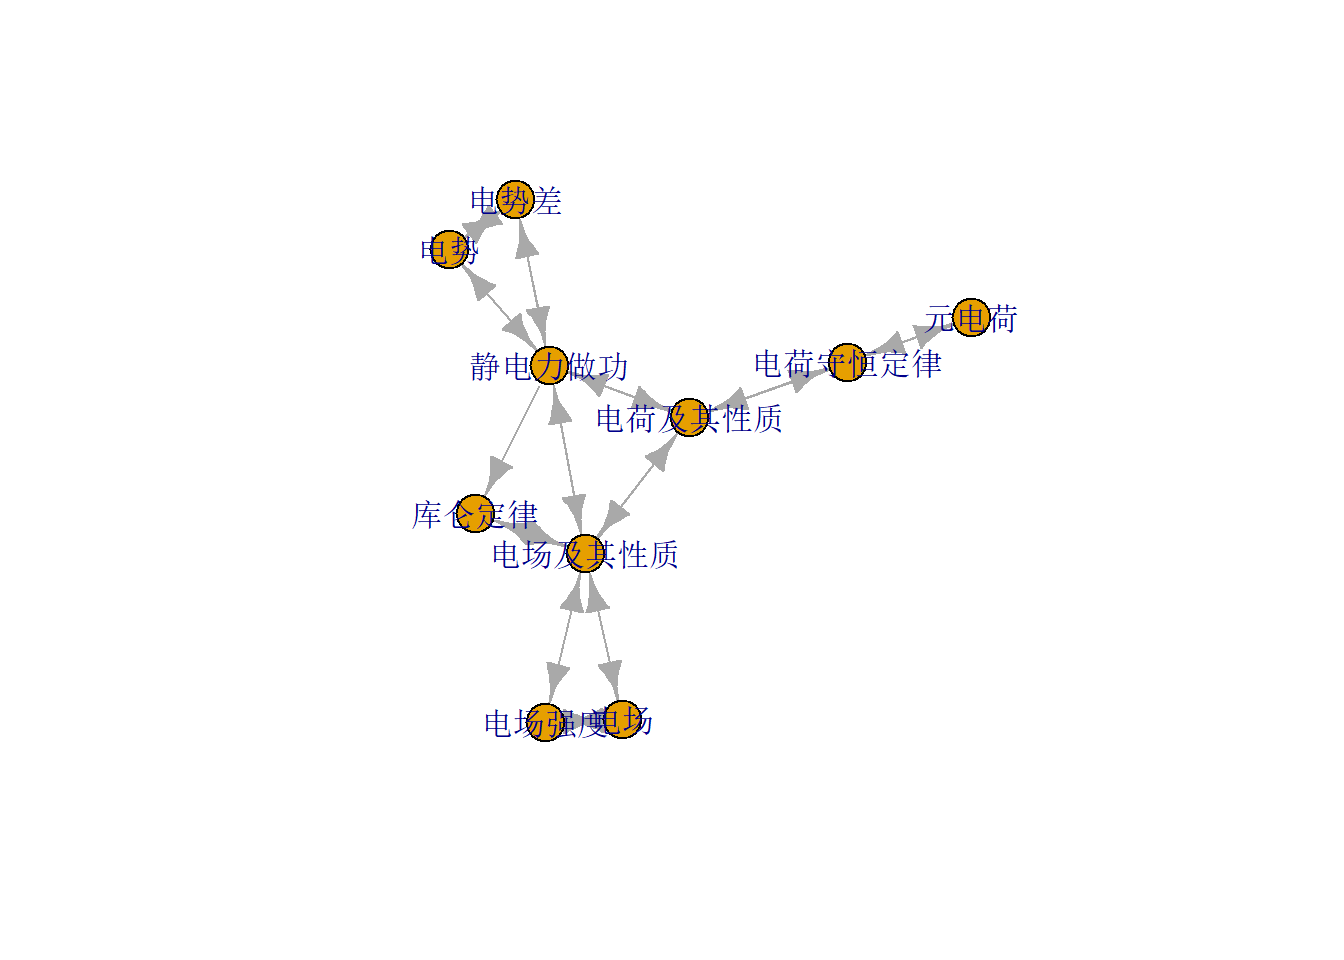 电势差
电势
元电荷
电荷守恒定律
静电力做功
电荷及其性质
库仑定律
电场及其性质
电场强度
电场